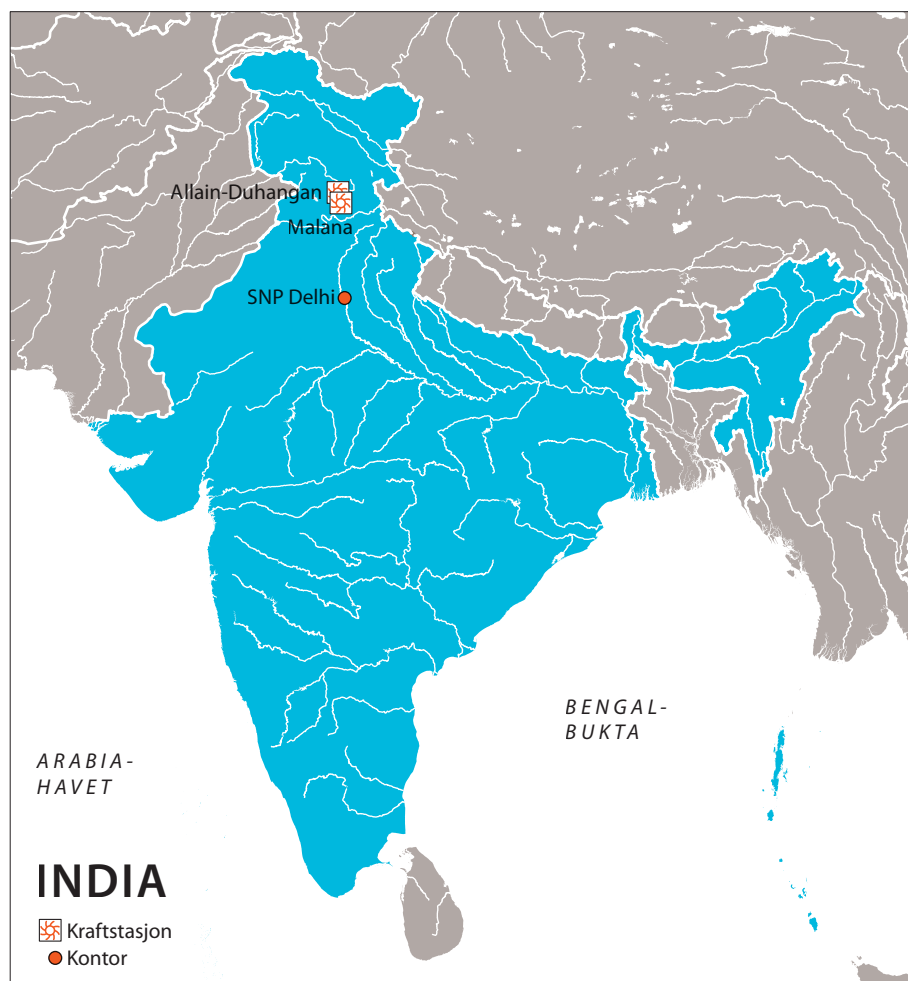 Allain-Duhangan
Malana
SNP Delhi
BENGAL-
BUKTA
ARABIA-
HAVET
INDIA
Kraftstasjon
Kontor